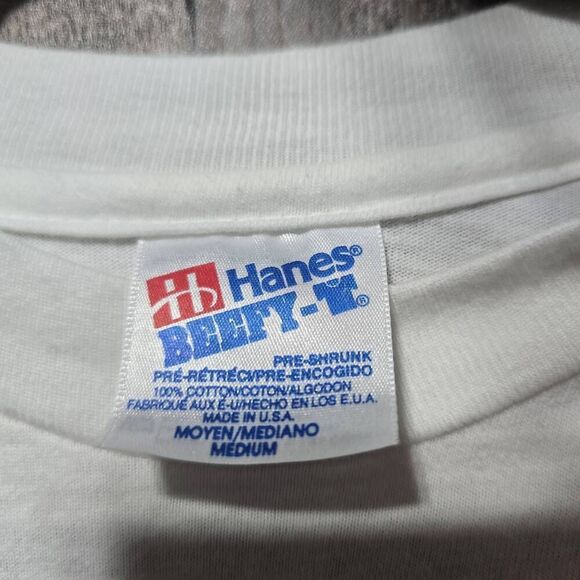 Hanes®
BEEFY-T®
PRE-SHRUNK
PRÉ-RÉTRÉCI/PRE-ENCOGIDO
100% COTTON/COTON/ALGODON
FABRIQUÉ AUX É-U/HECHO EN LOS E.U.A.
MADE IN U.S.A.
MOYEN/MEDIANO
MEDIUM